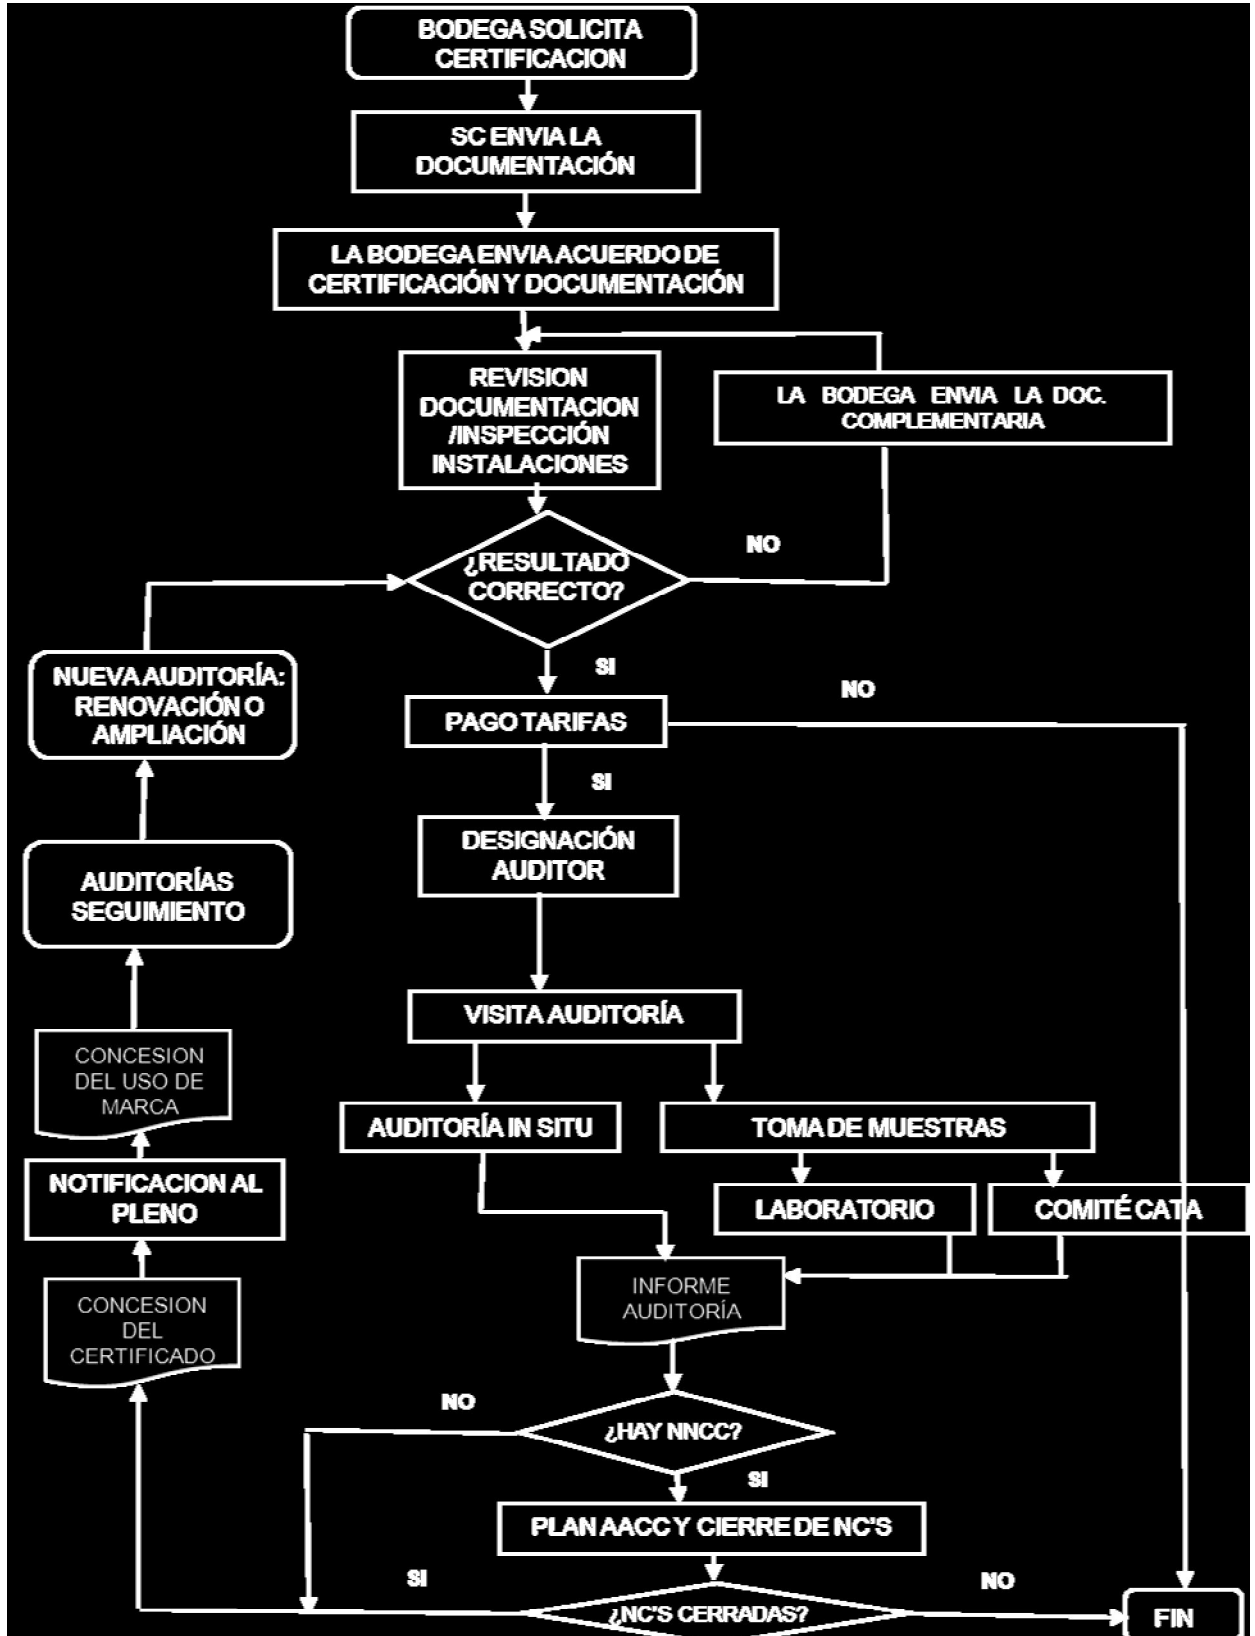 BODEGA SOLICITA
CERTIFICACION
SC ENVIA LA
DOCUMENTACIÓN
LA BODEGA ENVIA ACUERDO DE
CERTIFICACIÓN Y DOCUMENTACIÓN
REVISION
DOCUMENTACION
/INSPECCIÓN
INSTALACIONES
LA BODEGA ENVIA LA DOC.
COMPLEMENTARIA
NO
¿RESULTADO
CORRECTO?
SI
NO
NUEVA AUDITORÍA:
RENOVACIÓN O
AMPLIACIÓN
PAGO TARIFAS
SI
DESIGNACIÓN
AUDITOR
AUDITORÍAS
SEGUIMIENTO
VISITA AUDITORÍA
CONCESION
DEL USO DE
MARCA
AUDITORÍA IN SITU
TOMA DE MUESTRAS
NOTIFICACION AL
PLENO
LABORATORIO
COMITÉ CATA
INFORME
AUDITORÍA
CONCESION
DEL
CERTIFICADO
NO
¿HAY NNCC?
SI
PLAN AACC Y CIERRE DE NC'S
SI
NO
¿NC'S CERRADAS?
FIN